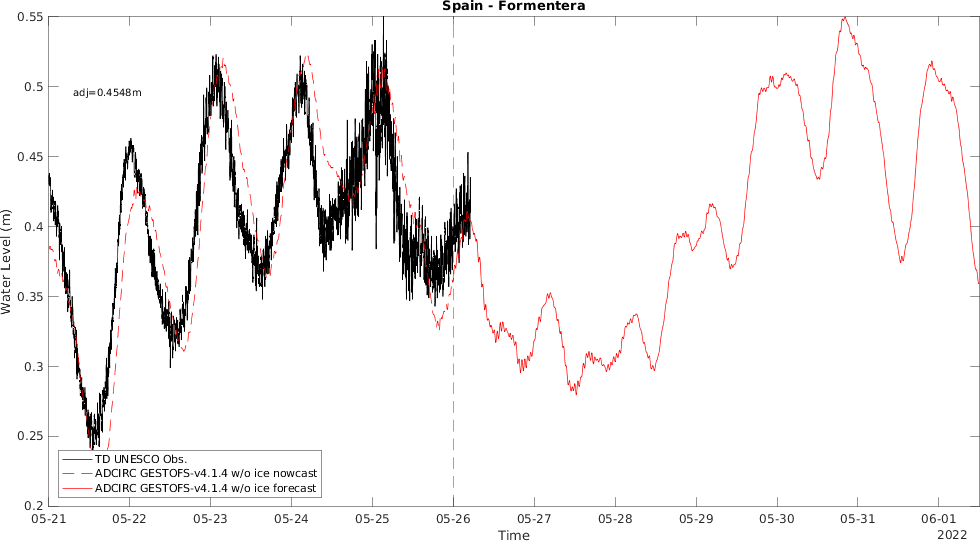 Spain - Formentera
0.55
0.5
0.45
0.4
0.35
0.3
0.25
0.2
Water Level (m)
adj=0.4548m
TD UNESCO Obs.
ADCIRC GESTOFS-v4.1.4 w/o ice nowcast
ADCIRC GESTOFS-v4.1.4 w/o ice forecast
05-21 05-22 05-23 05-24 05-25 05-26 05-27 05-28 05-29 05-30 05-31 06-01
2022
Time